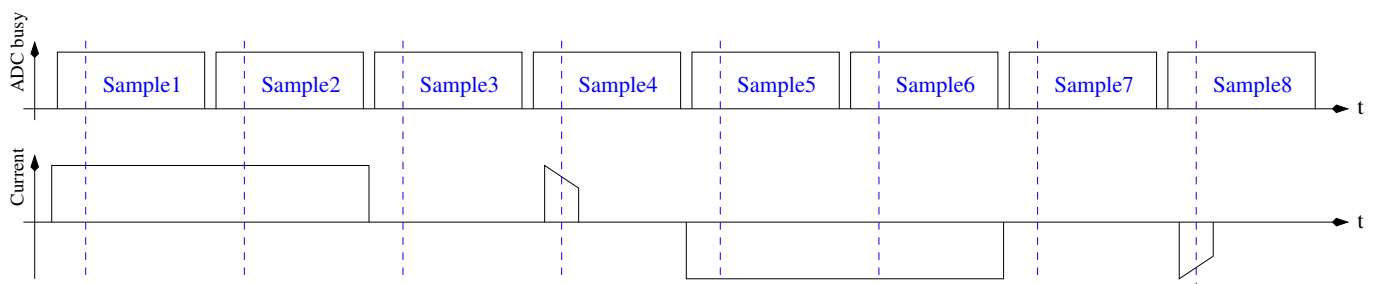 ADC busy
Sample1 Sample2 Sample3 Sample4 Sample5 Sample6 Sample7 Sample8
t
Current
t